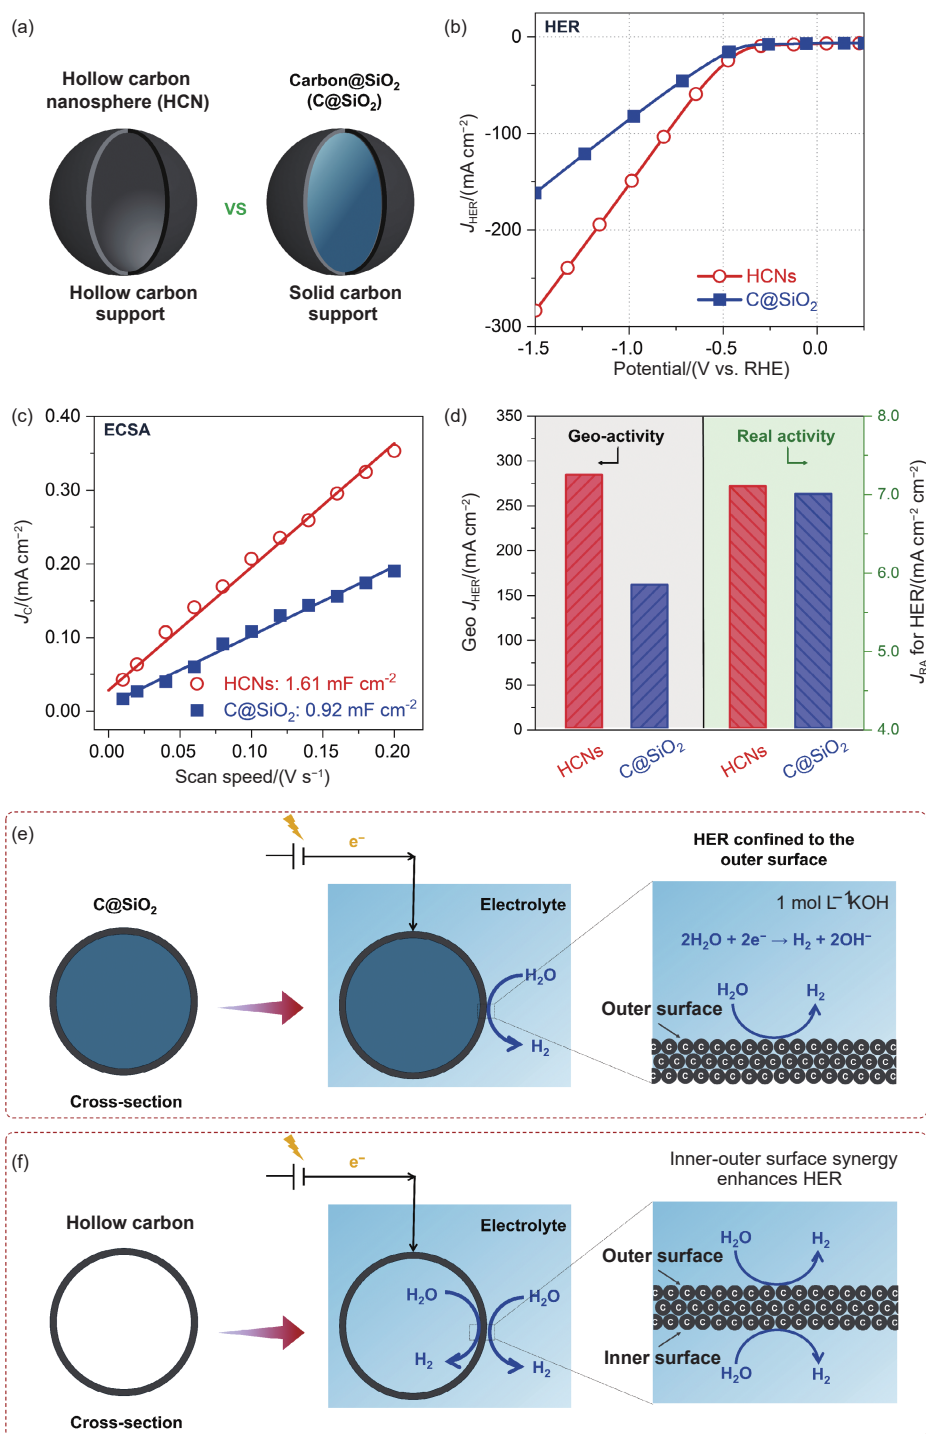 (a)
Hollow carbon
nanosphere (HCN)
Carbon@SiO₂
(C@SiO₂)
VS
Hollow carbon
support
Solid carbon
support
(b)
HER
0
-100
-200
-300
J_HER/(mA cm⁻²)
HCNs
C@SiO₂
-1.5
-1.0
-0.5
0.0
Potential/(V vs. RHE)
(c)
ECSA
0.40
0.30
0.20
0.10
0.00
J_C/(mA cm⁻²)
HCNs: 1.61 mF cm⁻²
C@SiO₂: 0.92 mF cm⁻²
0.00
0.05
0.10
0.15
0.20
Scan speed/(V s⁻¹)
(d)
350
300
250
200
150
100
50
0
Geo J_HER/(mA cm⁻²)
Geo-activity
Real activity
8.0
7.0
6.0
5.0
4.0
J_RA for HER/(mA cm⁻² cm⁻²)
HCNs
C@SiO₂
HCNs
C@SiO₂
(e)
C@SiO₂
Cross-section
e⁻
Electrolyte
H₂O
H₂
HER confined to the
outer surface
1 mol L⁻¹KOH
2H₂O + 2e⁻ → H₂ + 2OH⁻
H₂O
H₂
Outer surface
C C C C C C C C C C C C C C C
C C C C C C C C C C C C C C
C C C C C C C C C C C C C C C
(f)
Hollow carbon
Cross-section
e⁻
Electrolyte
H₂O
H₂O
H₂
H₂
Inner-outer surface synergy
enhances HER
H₂O
H₂
Outer surface
C C C C C C C C C C C C C C C
C C C C C C C C C C C C C C
C C C C C C C C C C C C C C C
Inner surface
H₂O
H₂